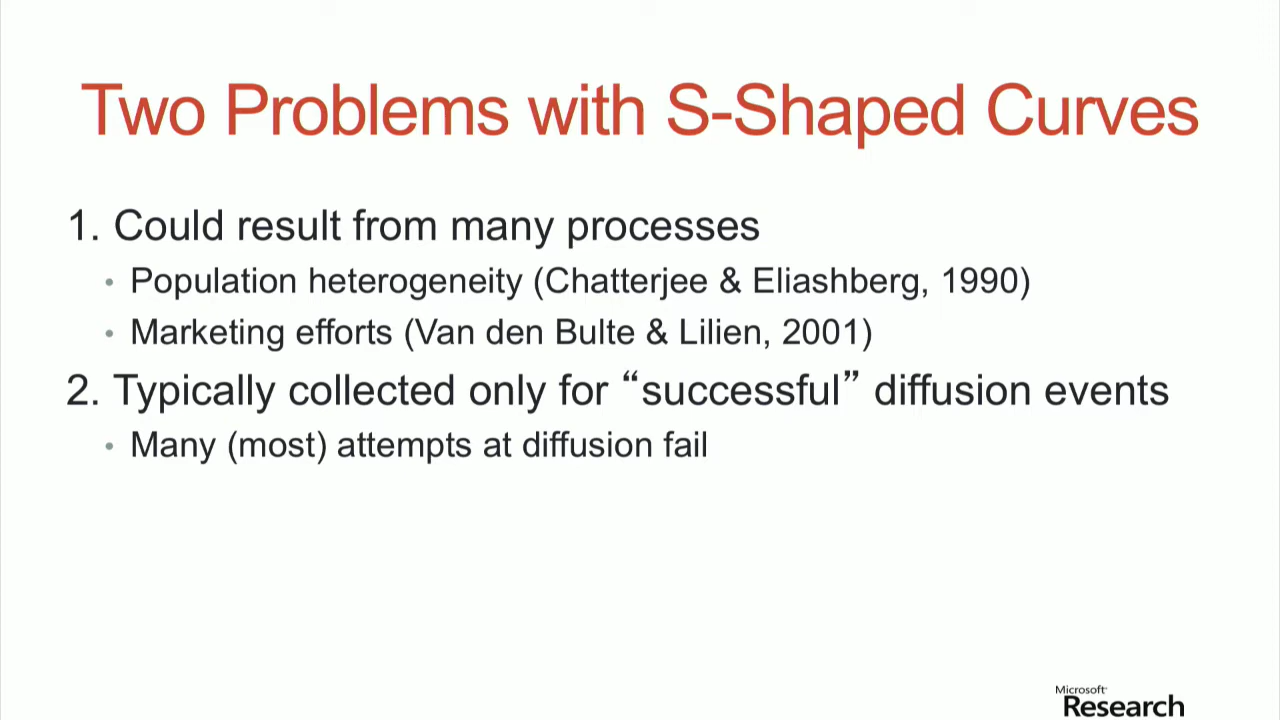 Two Problems with S-Shaped Curves
1. Could result from many processes
• Population heterogeneity (Chatterjee & Eliashberg, 1990)
• Marketing efforts (Van den Bulte & Lilien, 2001)
2. Typically collected only for “successful” diffusion events
• Many (most) attempts at diffusion fail
Microsoft
Research